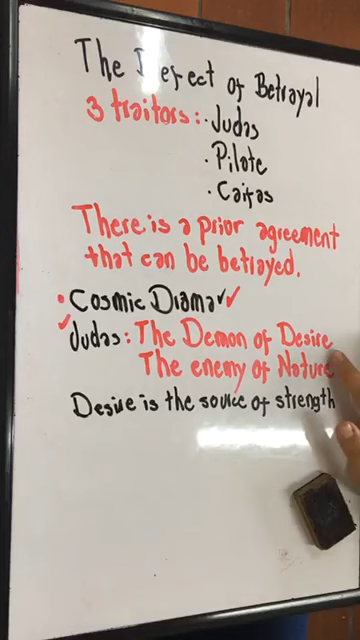 The Defect of Betrayal
3 traitors: • Judas
• Pilate
• Caifas
There is a prior agreement
that can be betrayed.
• Cosmic Drama ✓
✓ Judas: The Demon of Desire
The enemy of Nature
Desire is the source of strength